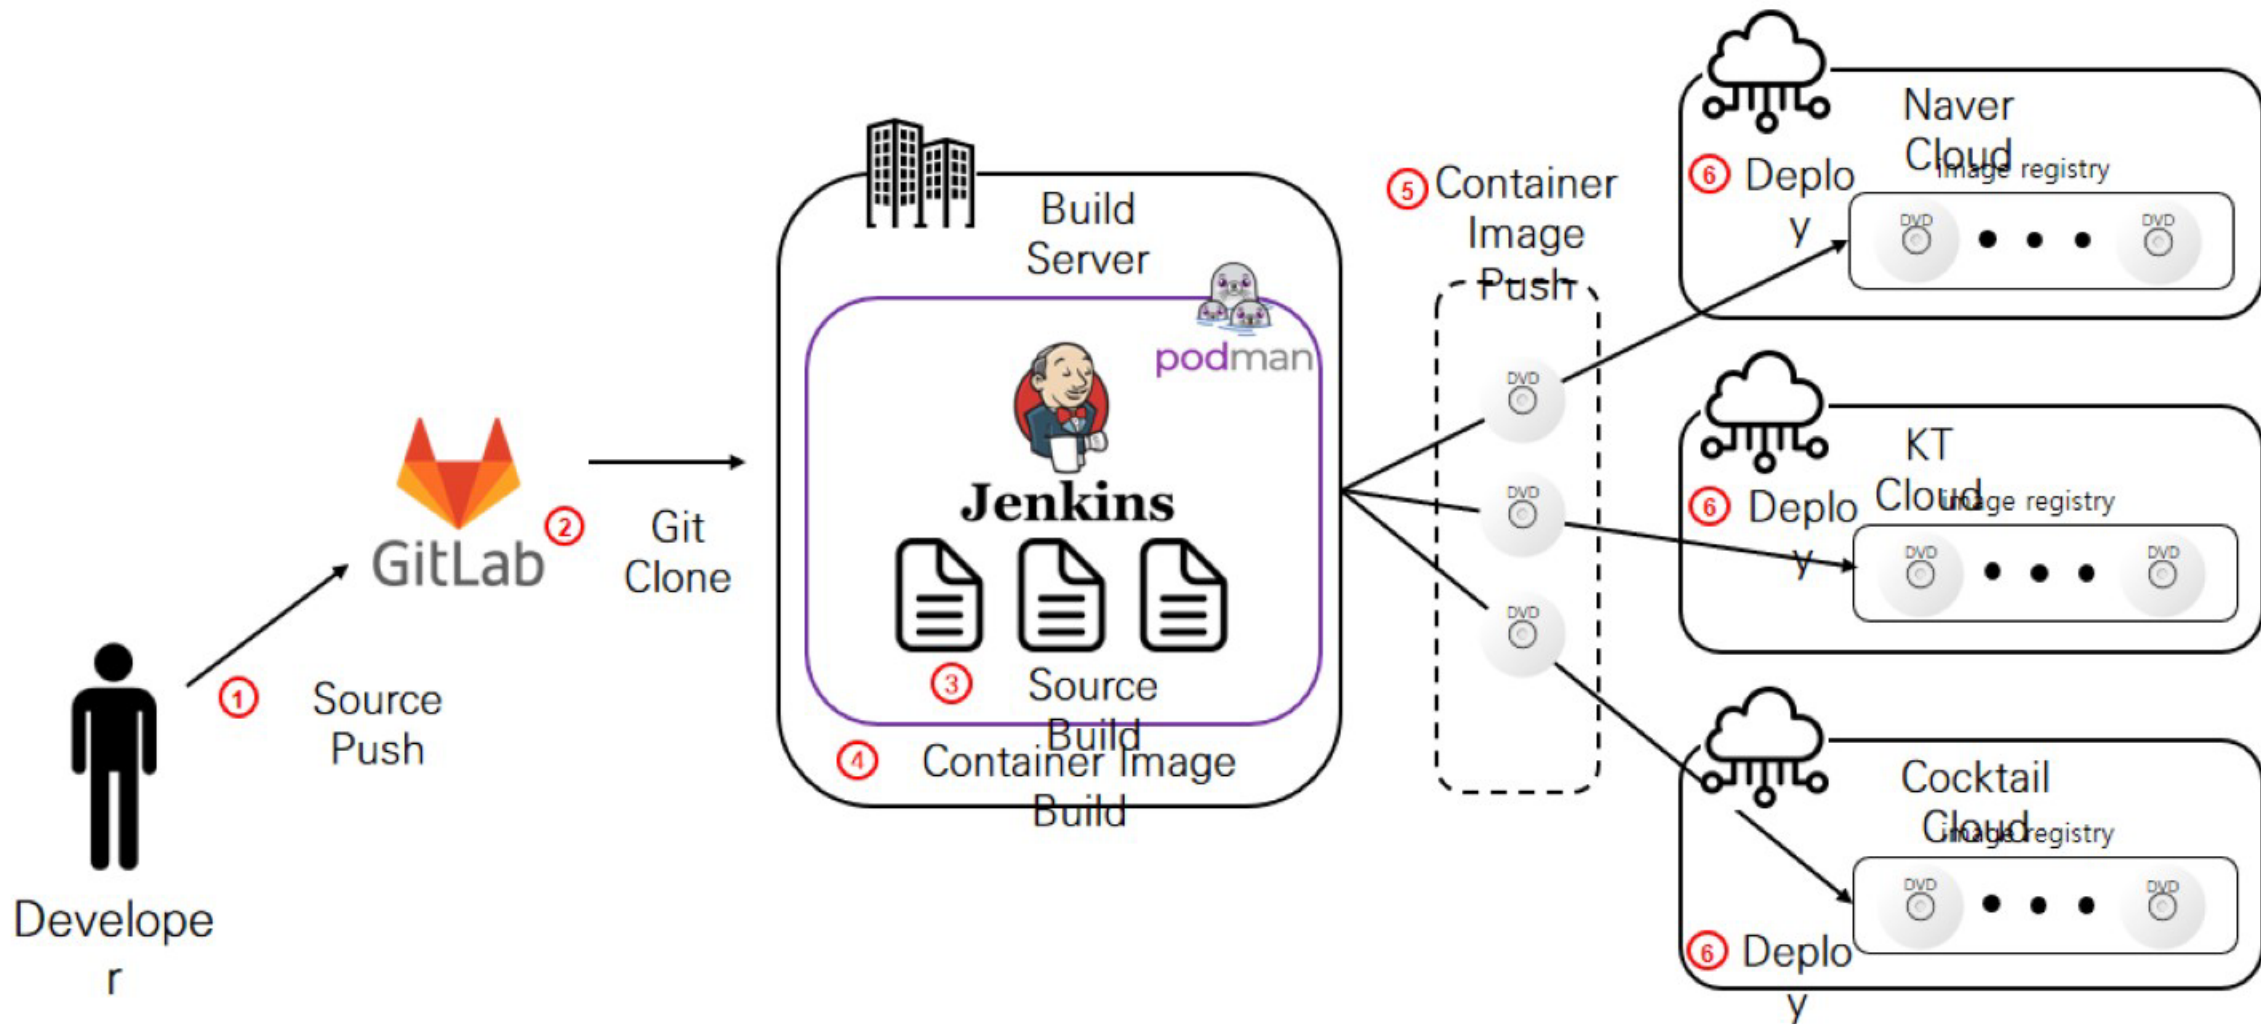 Develope
r
①
Source
Push
GitLab
②
Git
Clone
Build
Server
podman
Jenkins
③ Source
Build
④ Container Image
Build
⑤ Container
Image
Push
DVD
DVD
DVD
Naver
Cloud
image registry
⑥ Deplo
y
DVD
DVD
KT
Cloud
image registry
⑥ Deplo
y
DVD
DVD
Cocktail
Cloud
image registry
DVD
DVD
⑥ Deplo
y